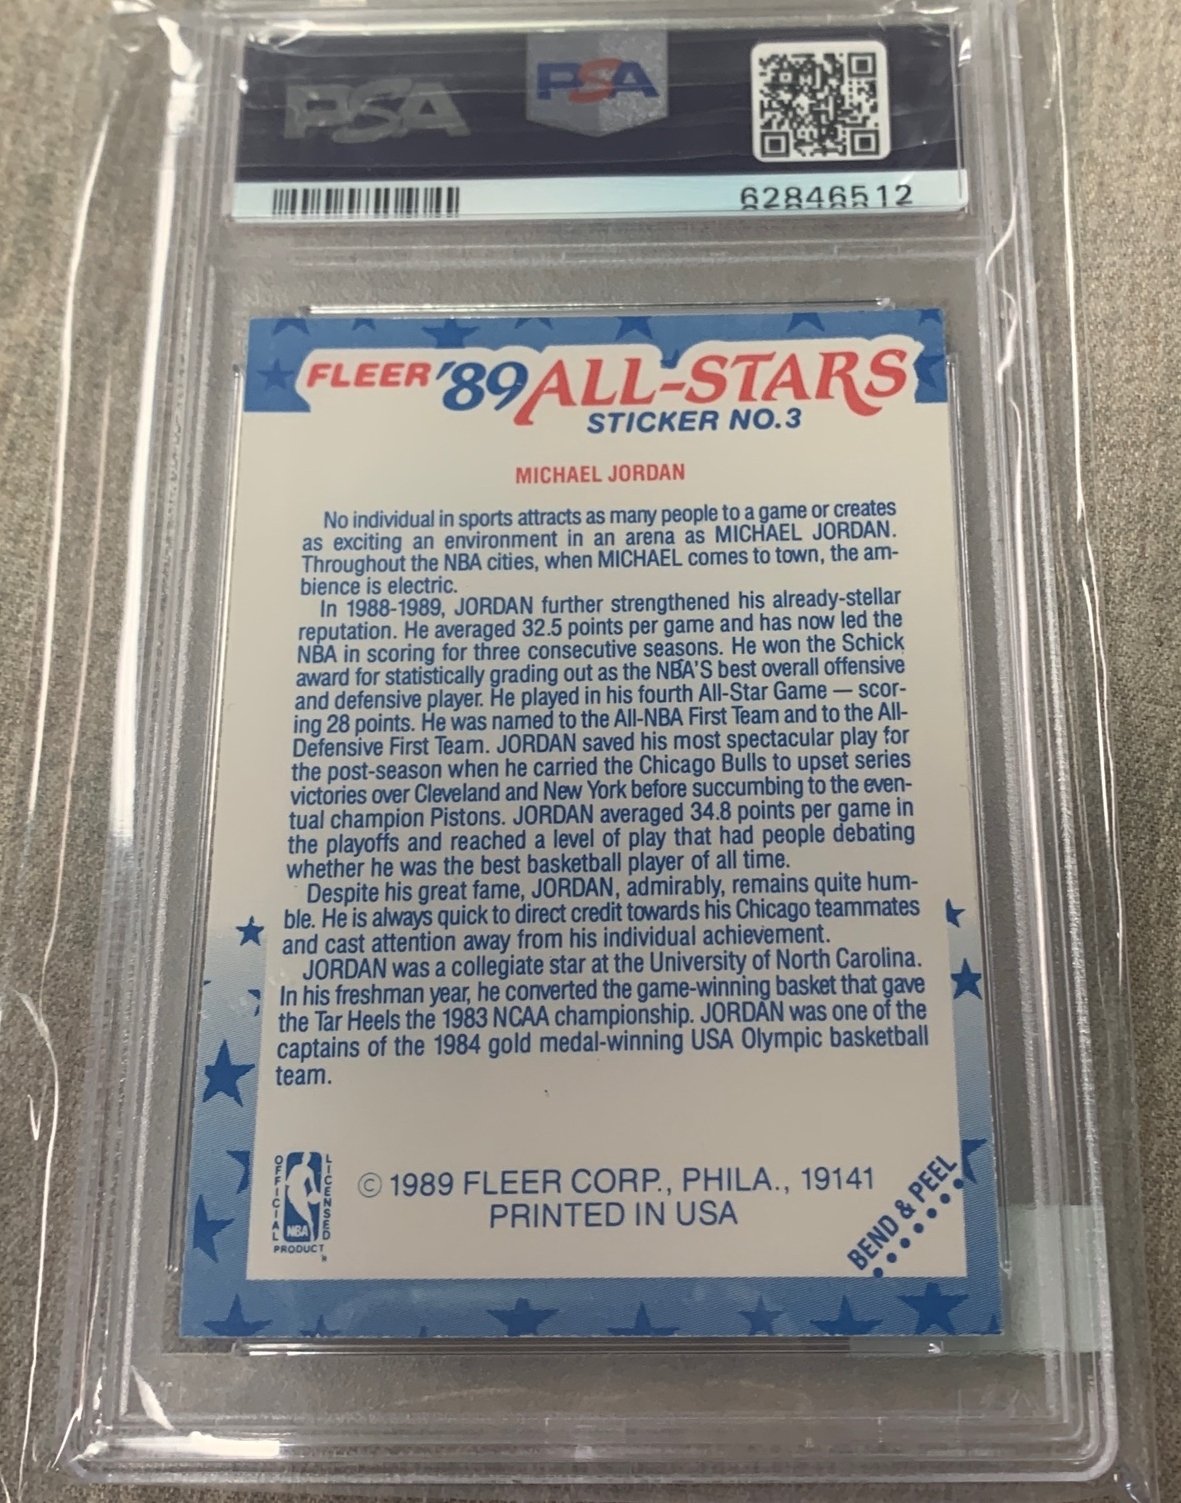 PSA
PSA
62846512
FLEER '89 ALL-STARS
STICKER NO.3
MICHAEL JORDAN
No individual in sports attracts as many people to a game or creates
as exciting an environment in an arena as MICHAEL JORDAN.
Throughout the NBA cities, when MICHAEL comes to town, the am-
bience is electric.
In 1988-1989, JORDAN further strengthened his already-stellar
reputation. He averaged 32.5 points per game and has now led the
NBA in scoring for three consecutive seasons. He won the Schick
award for statistically grading out as the NBA'S best overall offensive
and defensive player. He played in his fourth All-Star Game — scor-
ing 28 points. He was named to the All-NBA First Team and to the All-
Defensive First Team. JORDAN saved his most spectacular play for
the post-season when he carried the Chicago Bulls to upset series
victories over Cleveland and New York before succumbing to the even-
tual champion Pistons. JORDAN averaged 34.8 points per game in
the playoffs and reached a level of play that had people debating
whether he was the best basketball player of all time.
Despite his great fame, JORDAN, admirably, remains quite hum-
ble. He is always quick to direct credit towards his Chicago teammates
and cast attention away from his individual achievement.
JORDAN was a collegiate star at the University of North Carolina.
In his freshman year, he converted the game-winning basket that gave
the Tar Heels the 1983 NCAA championship. JORDAN was one of the
captains of the 1984 gold medal-winning USA Olympic basketball
team.
OFFICIAL LICENSED
NBA
PRODUCT
© 1989 FLEER CORP., PHILA., 19141
PRINTED IN USA
BEND & PEEL